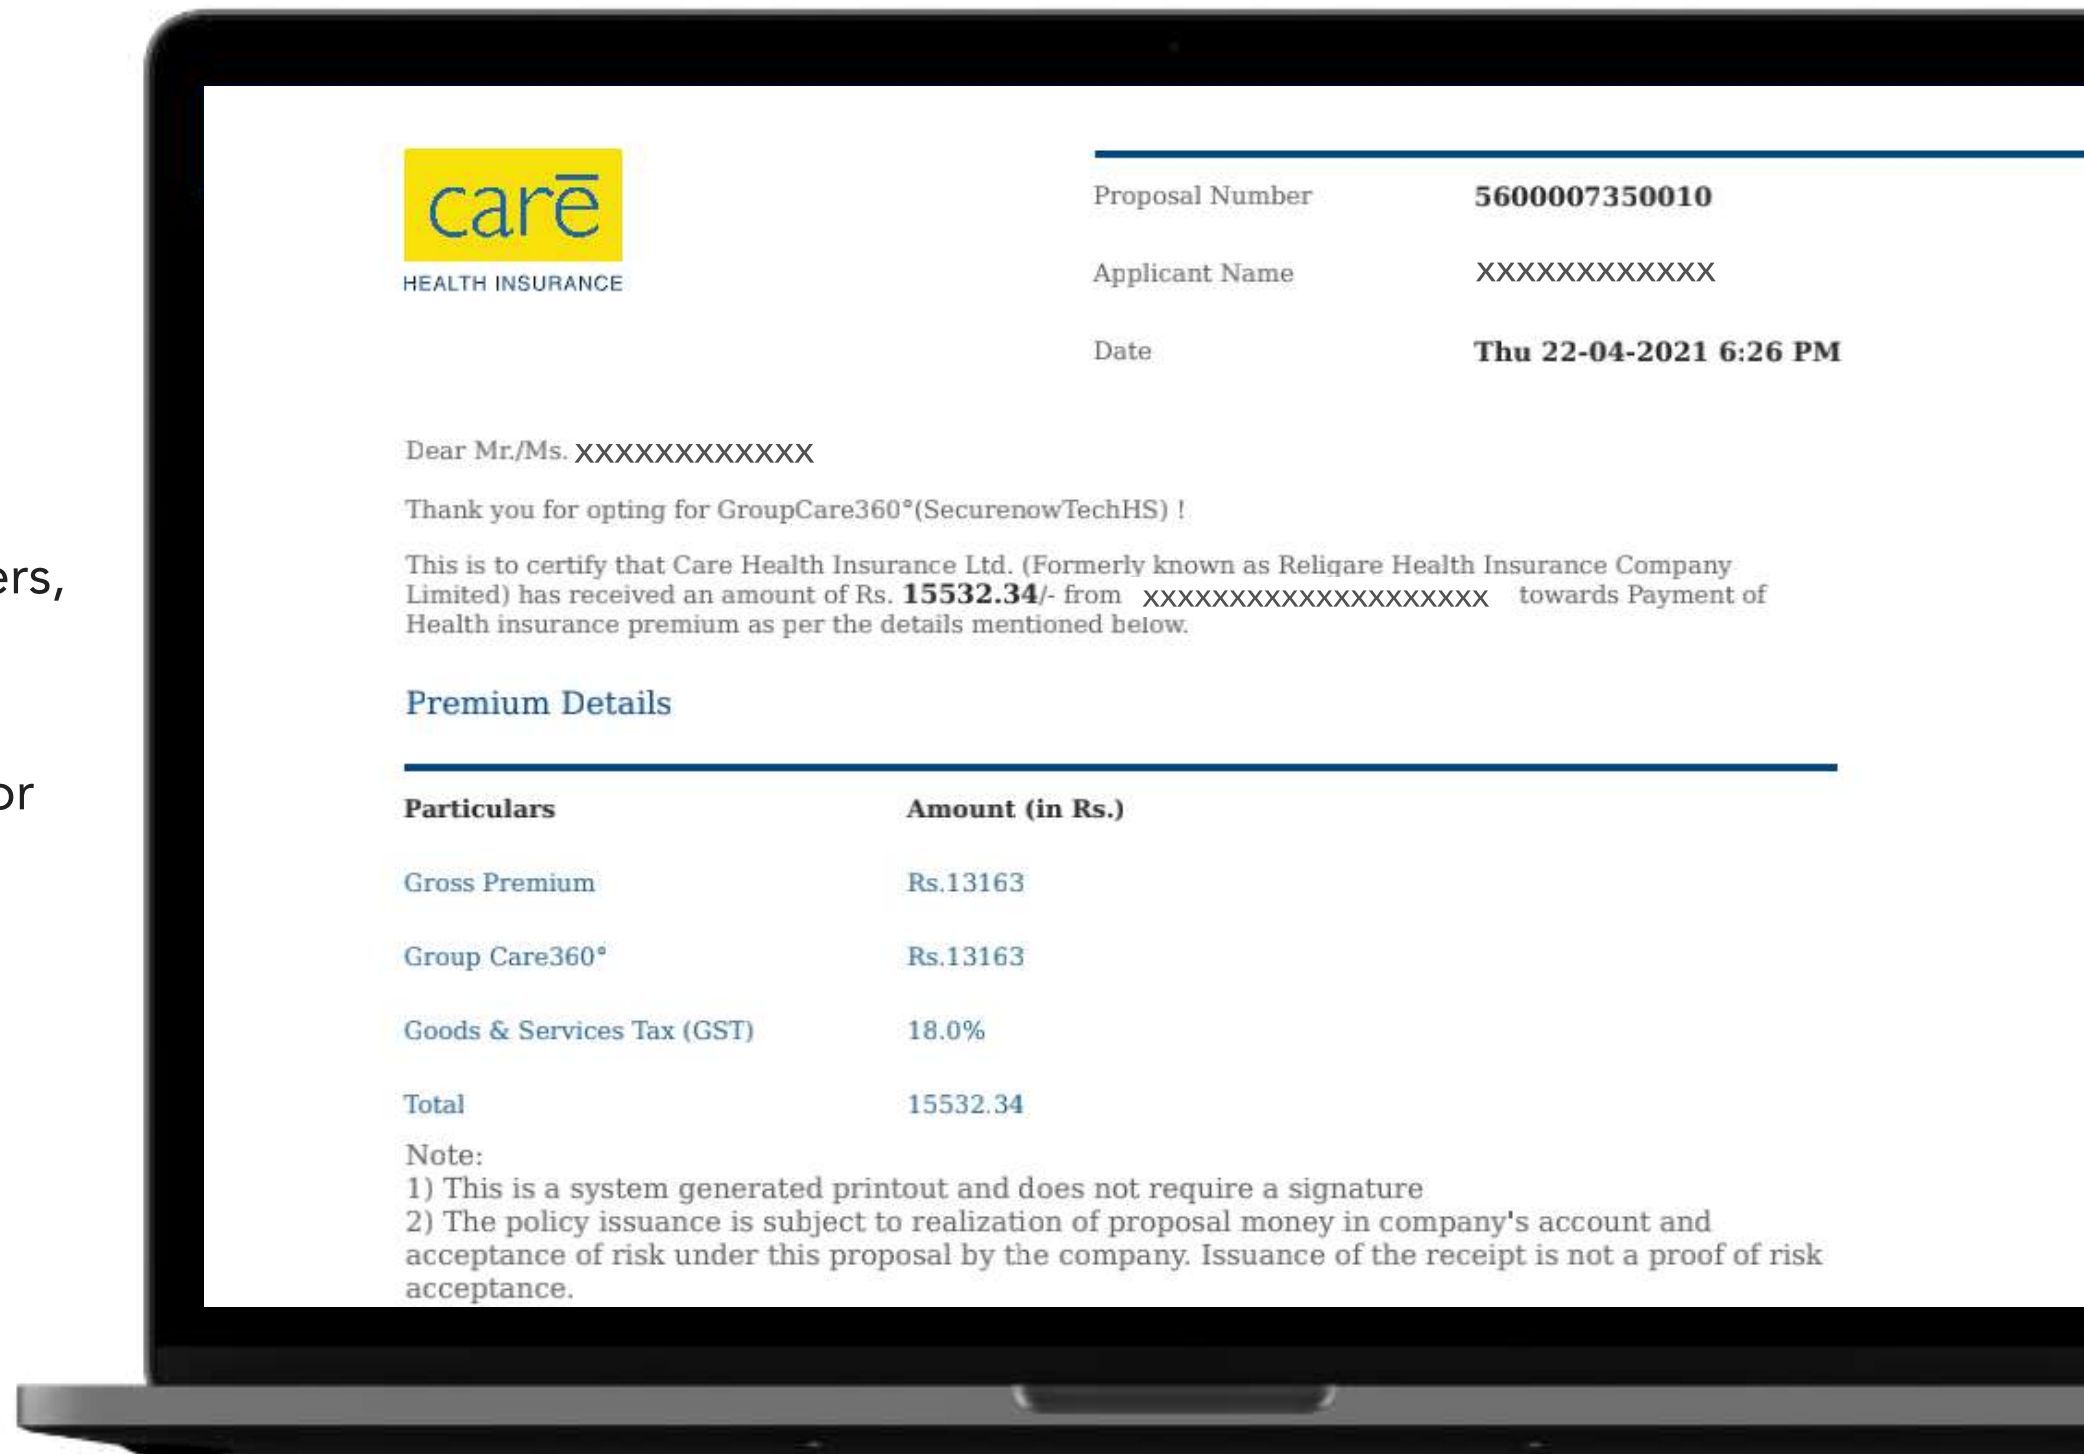 carē
HEALTH INSURANCE
Proposal Number 5600007350010
Applicant Name XXXXXXXXXXXX
Date Thu 22-04-2021 6:26 PM
Dear Mr./Ms. XXXXXXXXXXXX
Thank you for opting for GroupCare360°(SecurenowTechHS) !
ers,
This is to certify that Care Health Insurance Ltd. (Formerly known as Religare Health Insurance Company
Limited) has received an amount of Rs. 15532.34/- from XXXXXXXXXXXXXXXXXXXX towards Payment of
Health insurance premium as per the details mentioned below.
Premium Details
or
Particulars Amount (in Rs.)
Gross Premium Rs.13163
Group Care360° Rs.13163
Goods & Services Tax (GST) 18.0%
Total 15532.34
Note:
1) This is a system generated printout and does not require a signature
2) The policy issuance is subject to realization of proposal money in company's account and
acceptance of risk under this proposal by the company. Issuance of the receipt is not a proof of risk
acceptance.